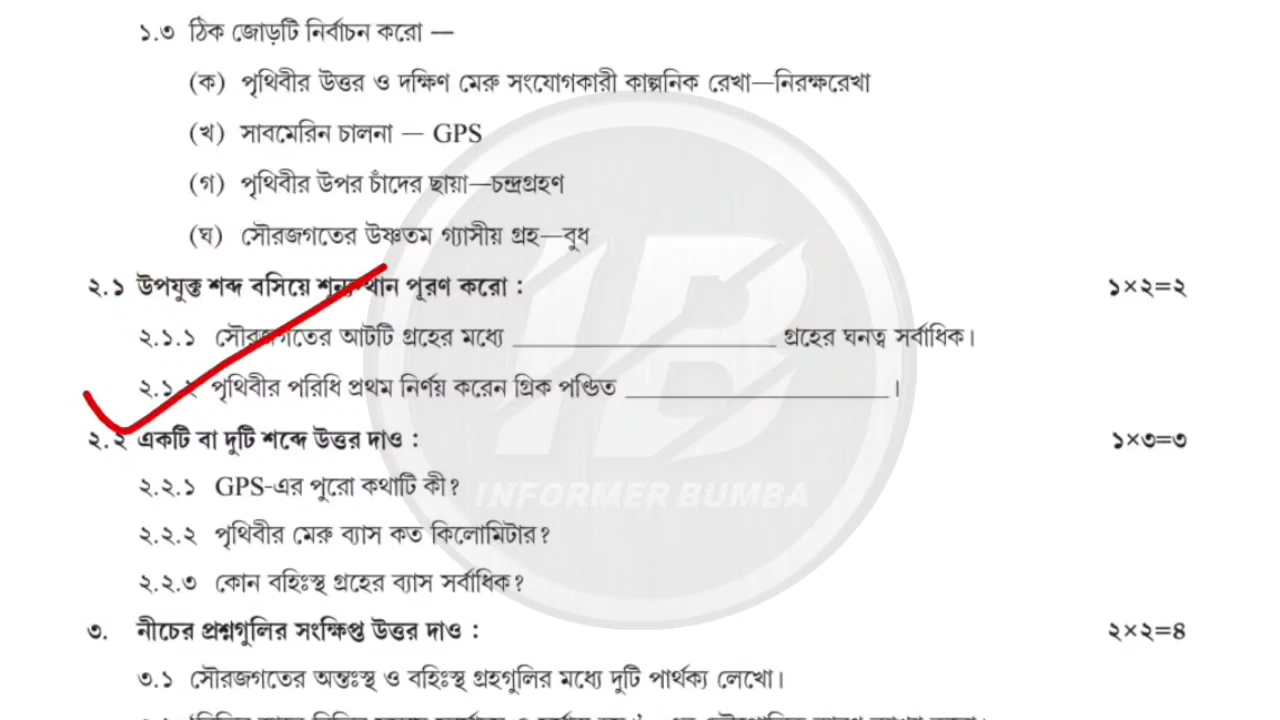 ১.৩ ঠিক জোড়টি নির্বাচন করো —
(ক) পৃথিবীর উত্তর ও দক্ষিণ মেরু সংযোগকারী কাল্পনিক রেখা—নিরক্ষরেখা
(খ) সাবমেরিন চালনা — GPS
(গ) পৃথিবীর উপর চাঁদের ছায়া—চন্দ্রগ্রহণ
(ঘ) সৌরজগতের উষ্ণতম গ্যাসীয় গ্রহ—বুধ
২.১ উপযুক্ত শব্দ বসিয়ে শূন্যস্থান পূরণ করো : ১×২=২
২.১.১ সৌরজগতের আটটি গ্রহের মধ্যে ____________ গ্রহের ঘনত্ব সর্বাধিক।
২.১.২ পৃথিবীর পরিধি প্রথম নির্ণয় করেন গ্রিক পণ্ডিত ____________ ।
২.২ একটি বা দুটি শব্দে উত্তর দাও : ১×৩=৩
২.২.১ GPS-এর পুরো কথাটি কী?
INFORMER BUMBA
২.২.২ পৃথিবীর মেরু ব্যাস কত কিলোমিটার?
২.২.৩ কোন বহিঃস্থ গ্রহের ব্যাস সর্বাধিক?
৩. নীচের প্রশ্নগুলির সংক্ষিপ্ত উত্তর দাও : ২×২=৪
৩.১ সৌরজগতের অন্তঃস্থ ও বহিঃস্থ গ্রহগুলির মধ্যে দুটি পার্থক্য লেখো।